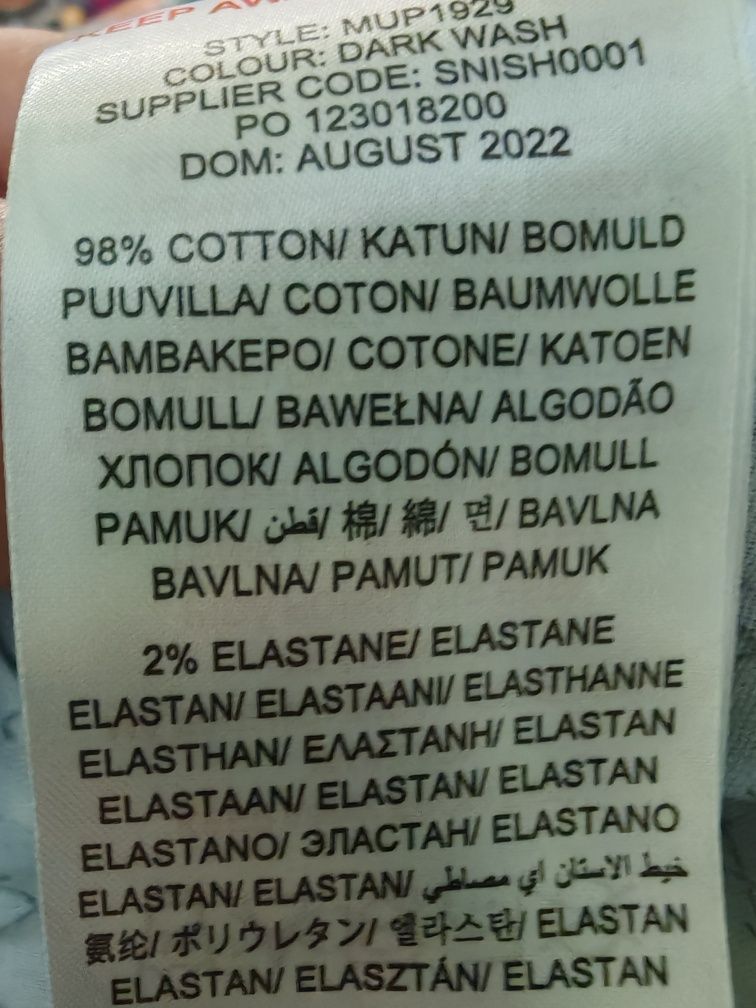 KEEP AW
STYLE: MUP1929
COLOUR: DARK WASH
SUPPLIER CODE: SNISH0001
PO 123018200
DOM: AUGUST 2022
98% COTTON/ KATUN/ BOMULD
PUUVILLA/ COTON/ BAUMWOLLE
BAMBAKEPO/ COTONE/ KATOEN
BOMULL/ BAWEŁNA/ ALGODÃO
ХЛОПОК/ ALGODÓN/ BOMULL
PAMUK/ قطن/ 棉/ 綿/ 면/ BAVLNA
BAVLNA/ PAMUT/ PAMUK
2% ELASTANE/ ELASTANE
ELASTAN/ ELASTAANI/ ELASTHANNE
ELASTHAN/ ΕΛΑΣΤΑΝΗ/ ELASTAN
ELASTAAN/ ELASTAN/ ELASTAN
ELASTANO/ ЭЛАСТАН/ ELASTANO
ELASTAN/ ELASTAN/ خيط الاستان اي مصاطي
氨纶/ ポリウレタン/ 엘라스탄/ ELASTAN
ELASTAN/ ELASZTÁN/ ELASTAN